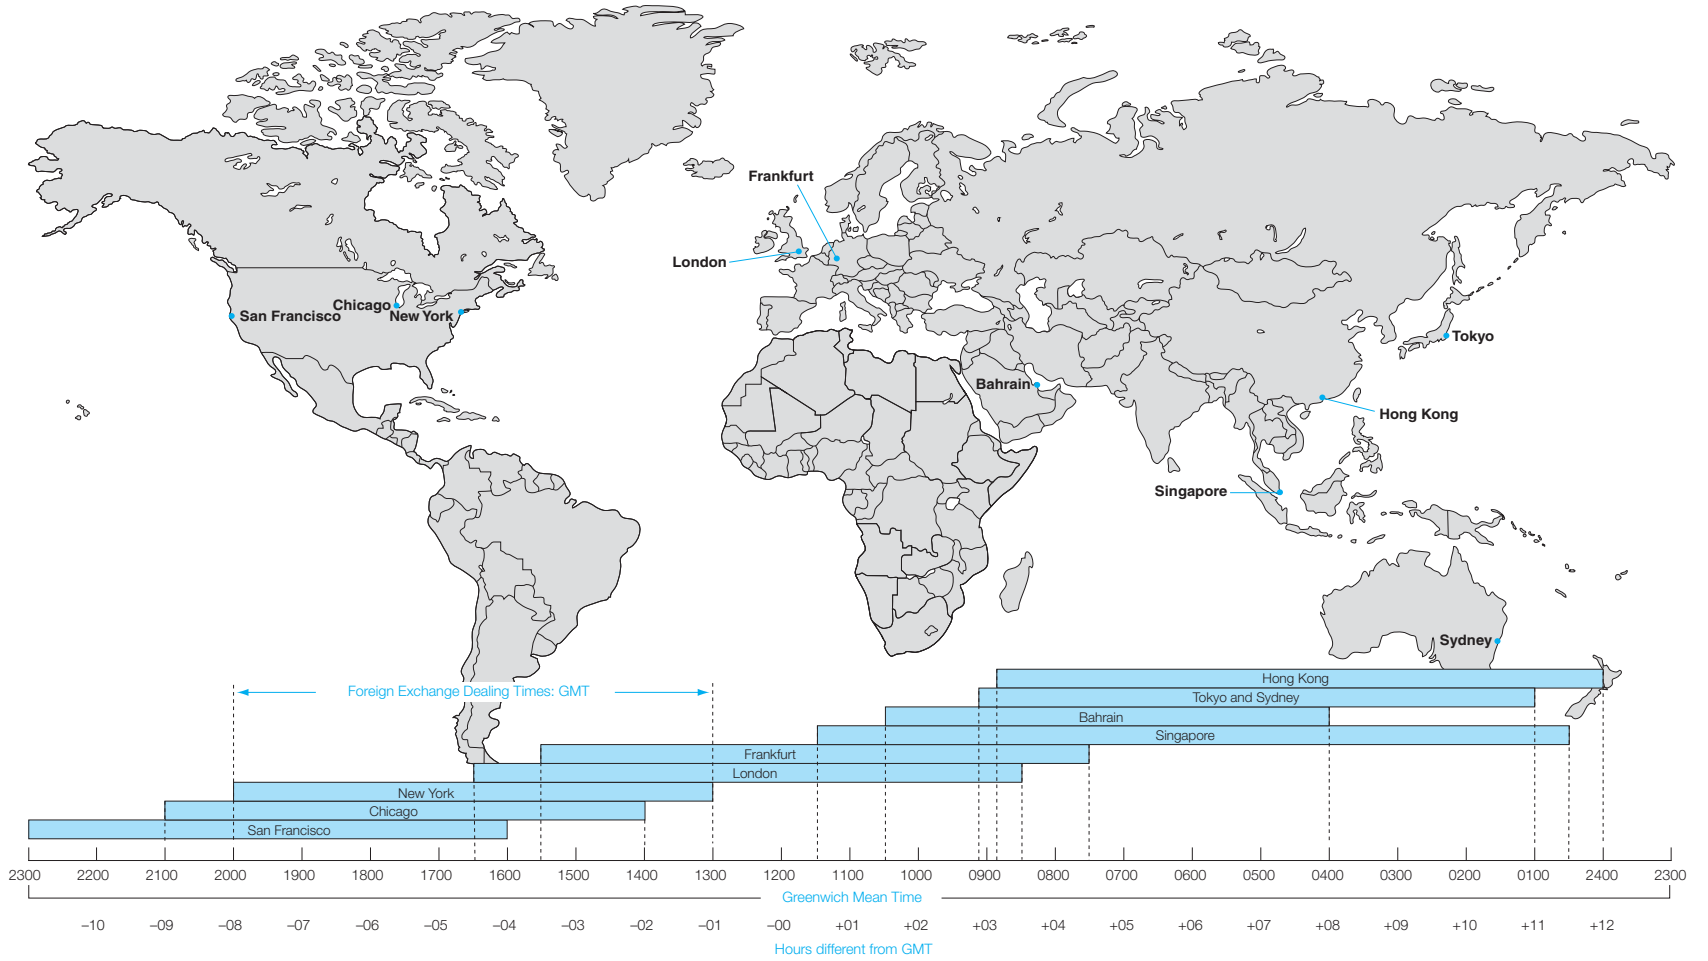 Frankfurt
London
Chicago
San Francisco
New York
Tokyo
Bahrain
Hong Kong
Singapore
Sydney
Foreign Exchange Dealing Times: GMT
Hong Kong
Tokyo and Sydney
Bahrain
Singapore
Frankfurt
London
New York
Chicago
San Francisco
2300 2200 2100 2000 1900 1800 1700 1600 1500 1400 1300 1200 1100 1000 0900 0800 0700 0600 0500 0400 0300 0200 0100 2400 2300
Greenwich Mean Time
–10 –09 –08 –07 –06 –05 –04 –03 –02 –01 –00 +01 +02 +03 +04 +05 +06 +07 +08 +09 +10 +11 +12
Hours different from GMT